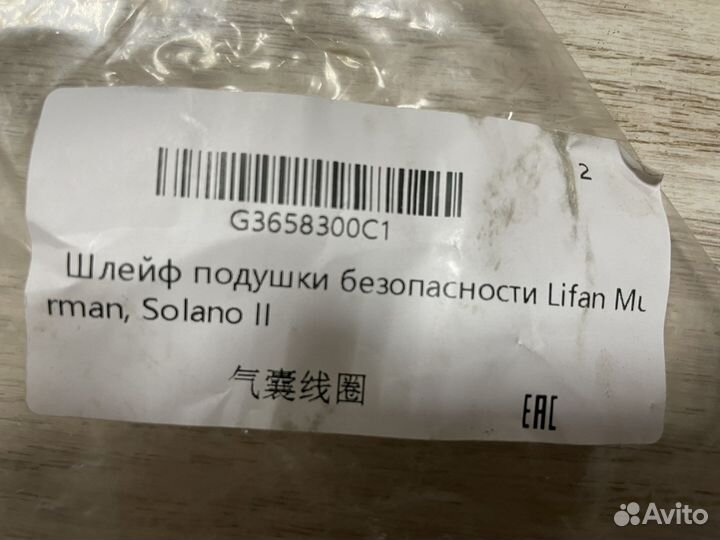 2
G3658300C1
Шлейф подушки безопасности Lifan Mu
rman, Solano II
气囊线圈
EAC
Avito